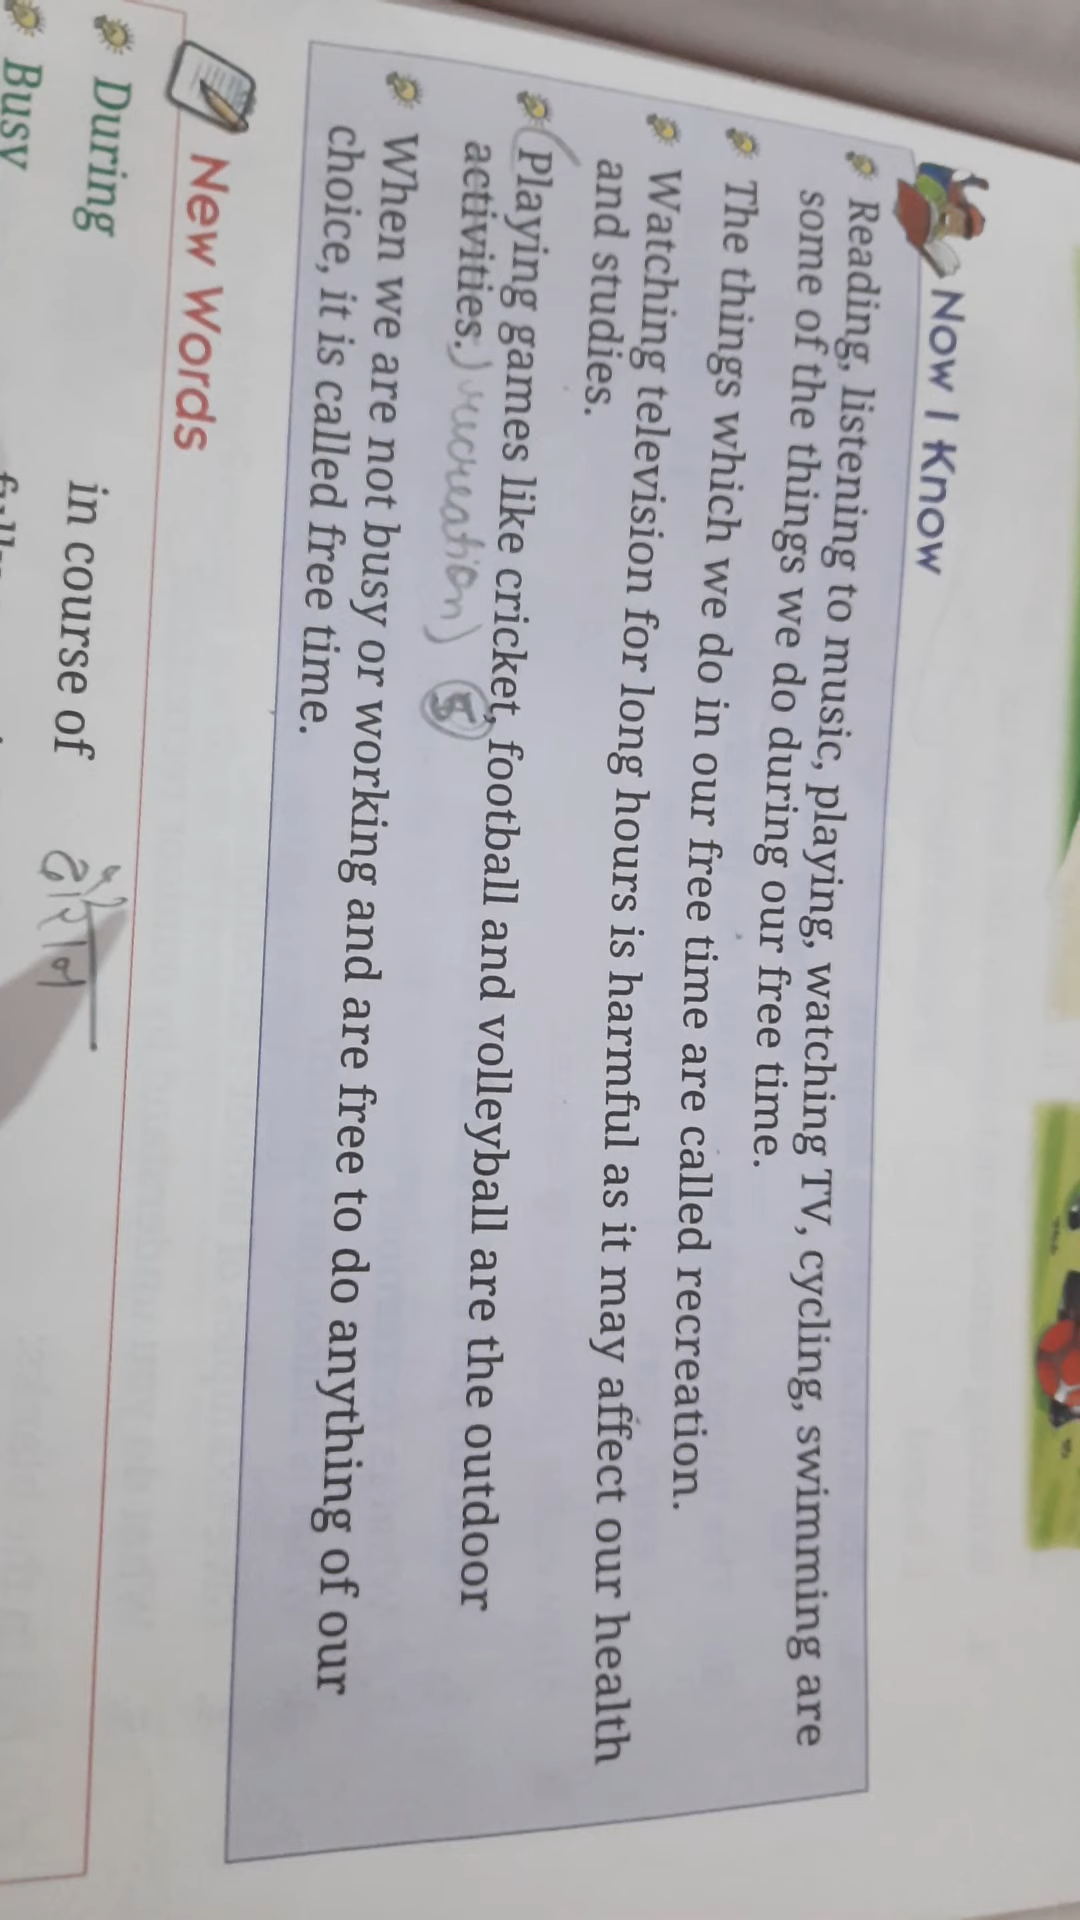 Now I Know
Reading, listening to music, playing, watching TV, cycling, swimming are
some of the things we do during our free time.
The things which we do in our free time are called recreation.
Watching television for long hours is harmful as it may affect our health
and studies.
Playing games like cricket, football and volleyball are the outdoor
activities.) recreation) 5
When we are not busy or working and are free to do anything of our
choice, it is called free time.
New Words
During in course of
Busy